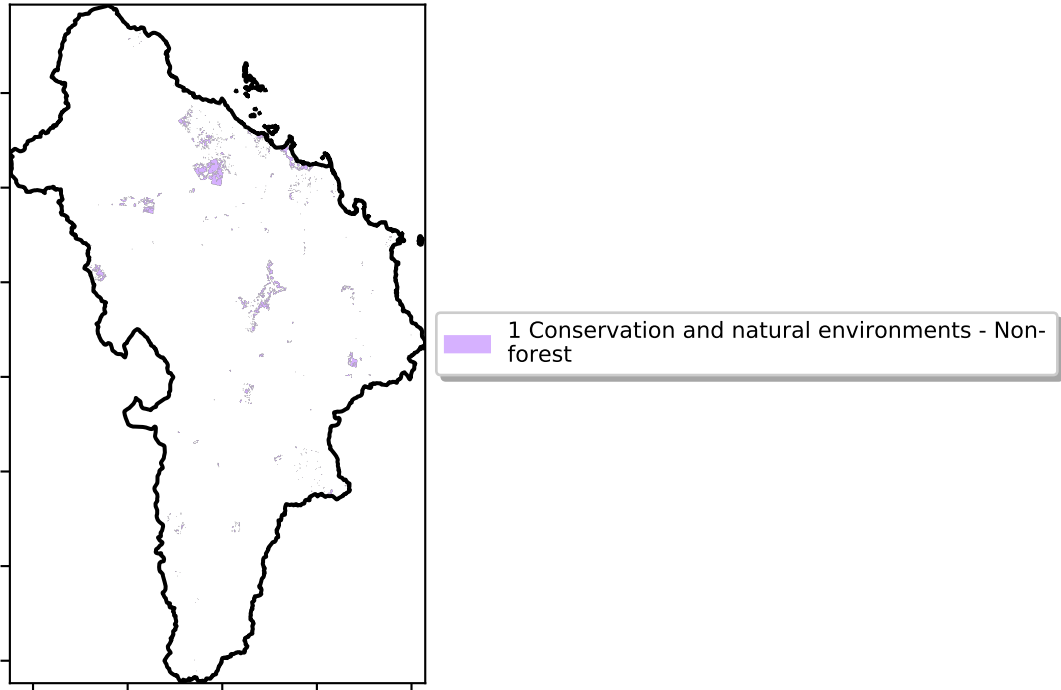 1 Conservation and natural environments - Non-
forest